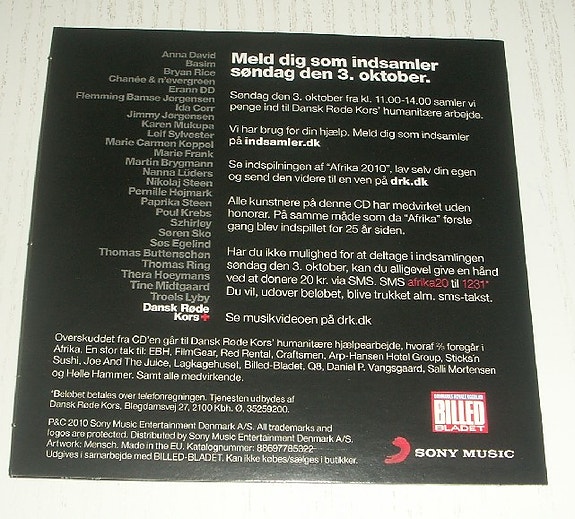 Anna David
Basim
Bryan Rice
Chanée & n'evergreen
Erann DD
Flemming Bamse Jørgensen
Ida Corr
Jimmy Jørgensen
Karen Mukupa
Leif Sylvester
Marie Carmen Koppel
Marie Frank
Martin Brygmann
Nanna Lüders
Nikolaj Steen
Pernille Højmark
Paprika Steen
Poul Krebs
Szhirley
Søren Sko
Søs Egelind
Thomas Buttenschøn
Thomas Ring
Thera Hoeymans
Tine Midtgaard
Troels Lyby
Dansk Røde
Kors
Meld dig som indsamler
søndag den 3. oktober.
Søndag den 3. oktober fra kl. 11.00-14.00 samler vi
penge ind til Dansk Røde Kors' humanitære arbejde.
Vi har brug for din hjælp. Meld dig som indsamler
på indsamler.dk
Se indspilningen af "Afrika 2010", lav selv din egen
og send den videre til en ven på drk.dk
Alle kunstnere på denne CD har medvirket uden
honorar. På samme måde som da "Afrika" første
gang blev indspillet for 25 år siden.
Har du ikke mulighed for at deltage i indsamlingen
søndag den 3. oktober, kan du alligevel give en hånd
ved at donere 20 kr. via SMS. SMS afrika20 til 1231*
Du vil, udover beløbet, blive trukket alm. sms-takst.
Se musikvideoen på drk.dk
Overskuddet fra CD'en går til Dansk Røde Kors' humanitære hjælpearbejde, hvoraf ⅔ foregår i
Afrika. En stor tak til: EBH, FilmGear, Red Rental, Craftsmen, Arp-Hansen Hotel Group, Sticks'n
Sushi, Joe And The Juice, Lagkagehuset, Billed-Bladet, Q8, Daniel P. Vangsgaard, Salli Mortensen
og Helle Hammer. Samt alle medvirkende.
*Beløbet betales over telefonregningen. Tjenesten udbydes af
Dansk Røde Kors, Blegdamsvej 27, 2100 Kbh. Ø, 35259200.
P&C 2010 Sony Music Entertainment Denmark A/S. All trademarks and
logos are protected. Distributed by Sony Music Entertainment Denmark A/S.
Artwork: Mensch. Made in the EU. Katalognummer: 88697785322
Udgives i samarbejde med BILLED-BLADET. Kan ikke købes/sælges i butikker.
BILLED
BLADET
SONY MUSIC